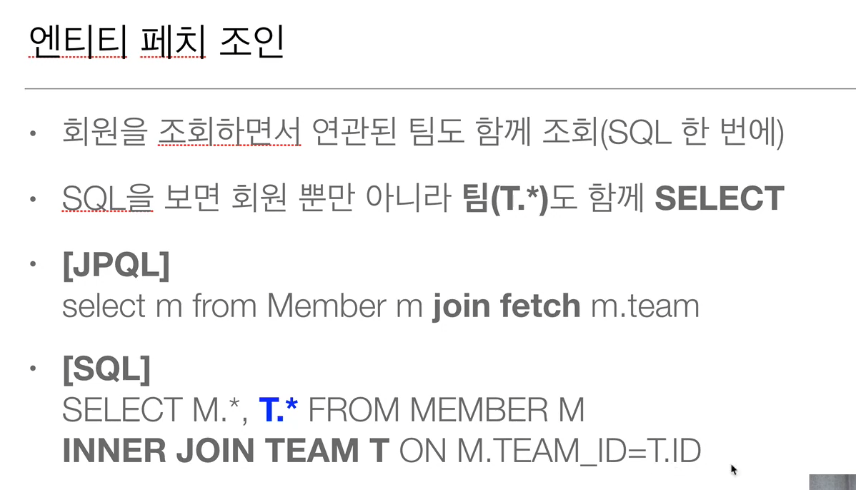 엔티티 페치 조인
• 회원을 조회하면서 연관된 팀도 함께 조회(SQL 한 번에)
• SQL을 보면 회원 뿐만 아니라 팀(T.*)도 함께 SELECT
• [JPQL]
select m from Member m join fetch m.team
• [SQL]
SELECT M.*, T.* FROM MEMBER M
INNER JOIN TEAM T ON M.TEAM_ID=T.ID